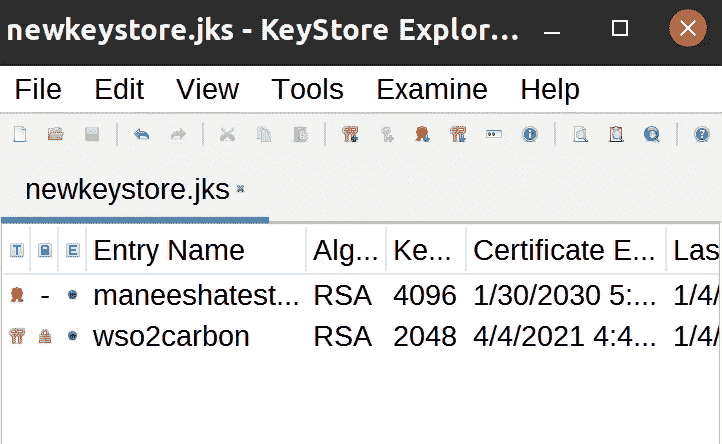 newkeystore.jks - KeyStore Explor...
File Edit View Tools Examine Help
newkeystore.jks
T E Entry Name Alg... Ke... Certificate E... Las
maneeshatest... RSA 4096 1/30/2030 5:... 1/4/
- wso2carbon RSA 2048 4/4/2021 4:4... 1/4/